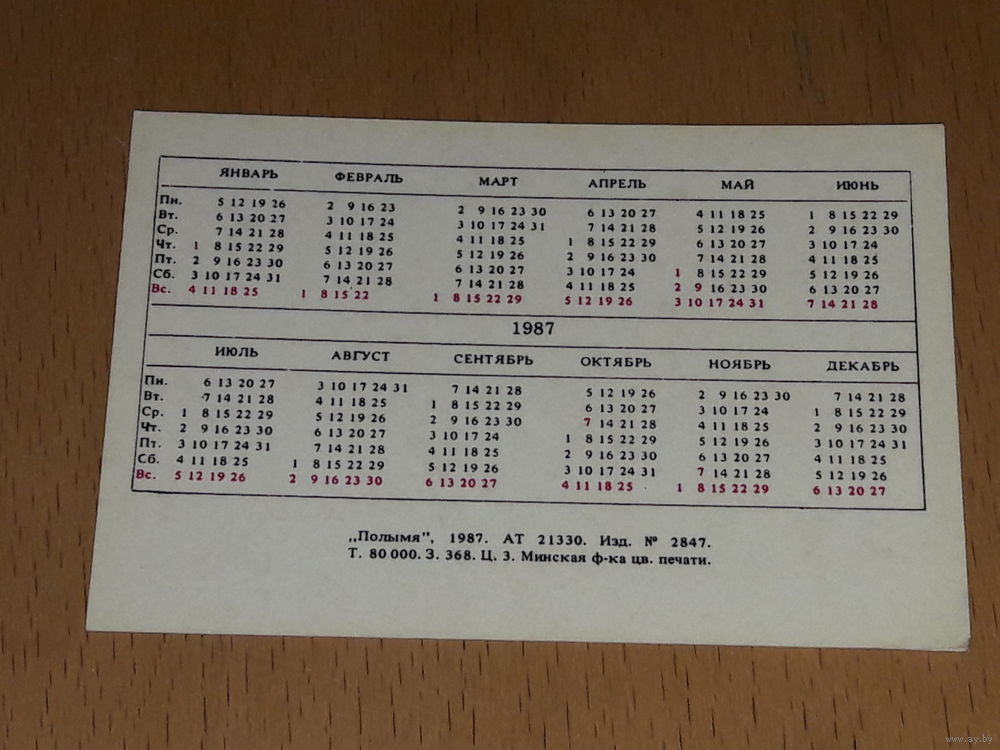 ЯНВАРЬ ФЕВРАЛЬ МАРТ АПРЕЛЬ МАЙ ИЮНЬ
Пн. 5 12 19 26 2 9 16 23 2 9 16 23 30 6 13 20 27 4 11 18 25 1 8 15 22 29
Вт. 6 13 20 27 3 10 17 24 3 10 17 24 31 7 14 21 28 5 12 19 26 2 9 16 23 30
Ср. 7 14 21 28 4 11 18 25 4 11 18 25 1 8 15 22 29 6 13 20 27 3 10 17 24
Чт. 1 8 15 22 29 5 12 19 26 5 12 19 26 2 9 16 23 30 7 14 21 28 4 11 18 25
Пт. 2 9 16 23 30 6 13 20 27 6 13 20 27 3 10 17 24 1 8 15 22 29 5 12 19 26
Сб. 3 10 17 24 31 7 14 21 28 7 14 21 28 4 11 18 25 2 9 16 23 30 6 13 20 27
Вс. 4 11 18 25 1 8 15 22 1 8 15 22 29 5 12 19 26 3 10 17 24 31 7 14 21 28
1987
ИЮЛЬ АВГУСТ СЕНТЯБРЬ ОКТЯБРЬ НОЯБРЬ ДЕКАБРЬ
Пн. 6 13 20 27 3 10 17 24 31 7 14 21 28 5 12 19 26 2 9 16 23 30 7 14 21 28
Вт. 7 14 21 28 4 11 18 25 1 8 15 22 29 6 13 20 27 3 10 17 24 1 8 15 22 29
Ср. 1 8 15 22 29 5 12 19 26 2 9 16 23 30 7 14 21 28 4 11 18 25 2 9 16 23 30
Чт. 2 9 16 23 30 6 13 20 27 3 10 17 24 1 8 15 22 29 5 12 19 26 3 10 17 24 31
Пт. 3 10 17 24 31 7 14 21 28 4 11 18 25 2 9 16 23 30 6 13 20 27 4 11 18 25
Сб. 4 11 18 25 1 8 15 22 29 5 12 19 26 3 10 17 24 31 7 14 21 28 5 12 19 26
Вс. 5 12 19 26 2 9 16 23 30 6 13 20 27 4 11 18 25 1 8 15 22 29 6 13 20 27
„Полымя", 1987. АТ 21330. Изд. № 2847.
Т. 80 000. З. 368. Ц. 3. Минская ф-ка цв. печати.
www.ay.by